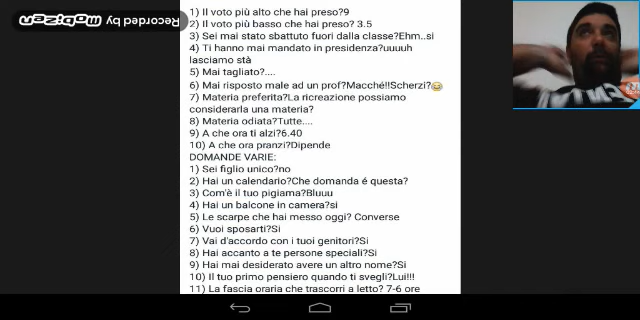 Recorded by
mobizen
1) Il voto più alto che hai preso?9
2) Il voto più basso che hai preso? 3.5
3) Sei mai stato sbattuto fuori dalla classe?Ehm..si
4) Ti hanno mai mandato in presidenza?uuuuh
lasciamo stà
5) Mai tagliato?....
6) Mai risposto male ad un prof?Macché!!Scherzi?😂
7) Materia preferita?La ricreazione possiamo
considerarla una materia?
8) Materia odiata?Tutte....
9) A che ora ti alzi?6.40
10) A che ora pranzi?Dipende
DOMANDE VARIE:
1) Sei figlio unico?no
2) Hai un calendario?Che domanda é questa?
3) Com'è il tuo pigiama?Bluuu
4) Hai un balcone in camera?si
5) Le scarpe che hai messo oggi? Converse
6) Vuoi sposarti?Si
7) Vai d'accordo con i tuoi genitori?Si
8) Hai accanto a te persone speciali?Si
9) Hai mai desiderato avere un altro nome?Si
10) Il tuo primo pensiero quando ti svegli?Lui!!!
11) La fascia oraria che trascorri a letto? 7-6 ore